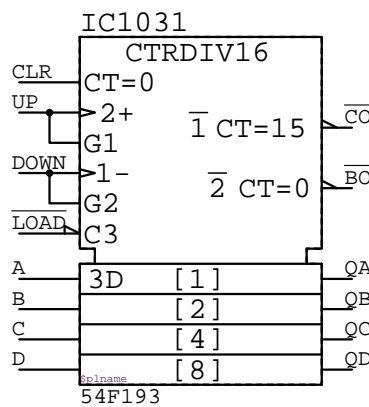 IC1031
CTRDIV16
CLR CT=0
UP 2+
G1 1 CT=15 CO
DOWN 1-
G2 2 CT=0 BO
LOAD C3
A 3D [1] QA
B [2] QB
C [4] QC
D [8] QD
$plname
54F193